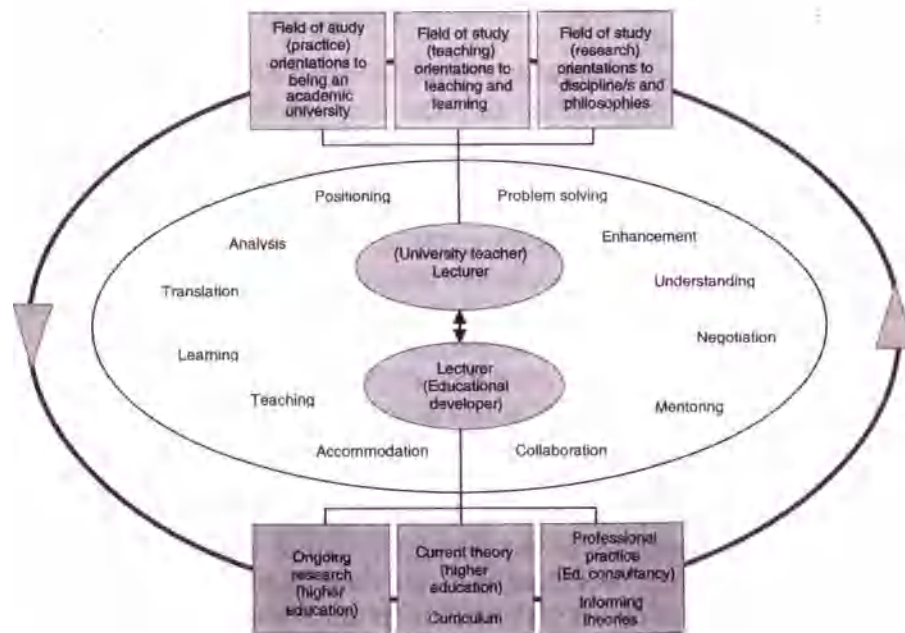 Field of study
(practice)
orientations to
being an
academic
university
Field of study
(teaching)
orientations to
teaching and
learning
Field of study
(research)
orientations to
discipline/s and
philosophies
Positioning
Problem solving
Analysis
Enhancement
(University teacher)
Lecturer
Translation
Understanding
Negotiation
Learning
Lecturer
(Educational
developer)
Teaching
Mentoring
Accommodation
Collaboration
Ongoing
research
(higher
education)
Current theory
(higher
education)
Curriculum
Professional
practice
(Ed. consultancy)
Informing
theories